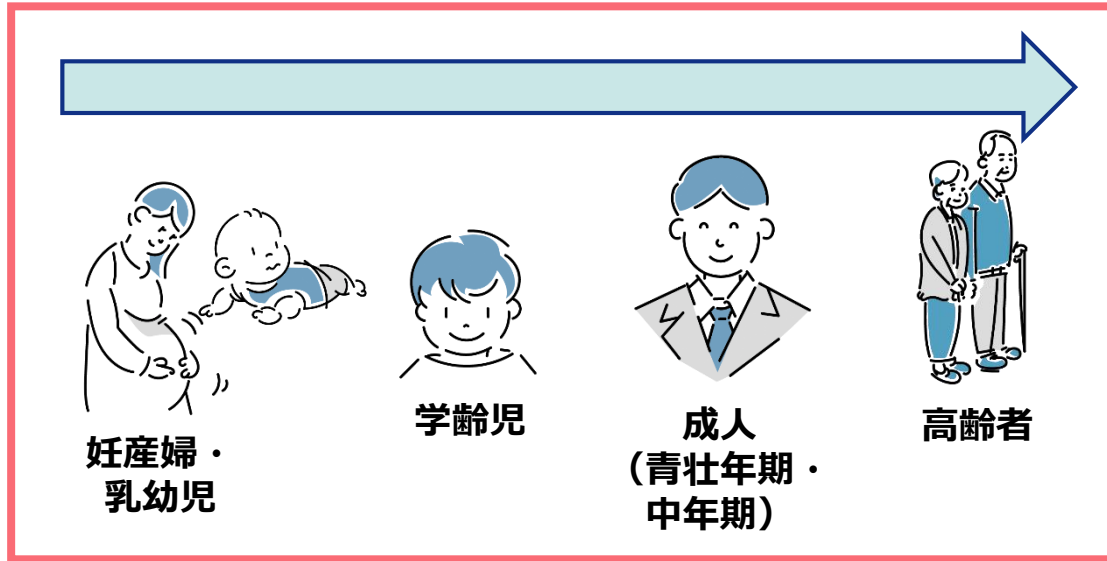 妊産婦・
乳幼児
学齢児
成人
（青壮年期・
中年期）
高齢者